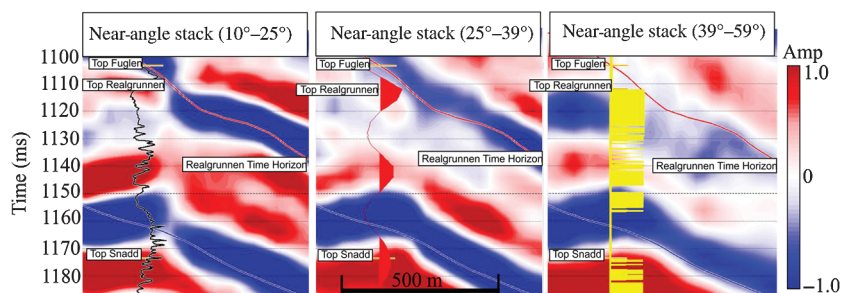 Near-angle stack (10°–25°)
Near-angle stack (25°–39°)
Near-angle stack (39°–59°)
Time (ms)
1100
1110
1120
1130
1140
1150
1160
1170
1180
Top Fuglen
Top Realgrunnen
Realgrunnen Time Horizon
Top Snadd
Top Fuglen
Top Realgrunnen
Realgrunnen Time Horizon
Top Snadd
500 m
Top Fuglen
Top Realgrunnen
Realgrunnen Time Horizon
Top Snadd
Amp
1.0
0
−1.0